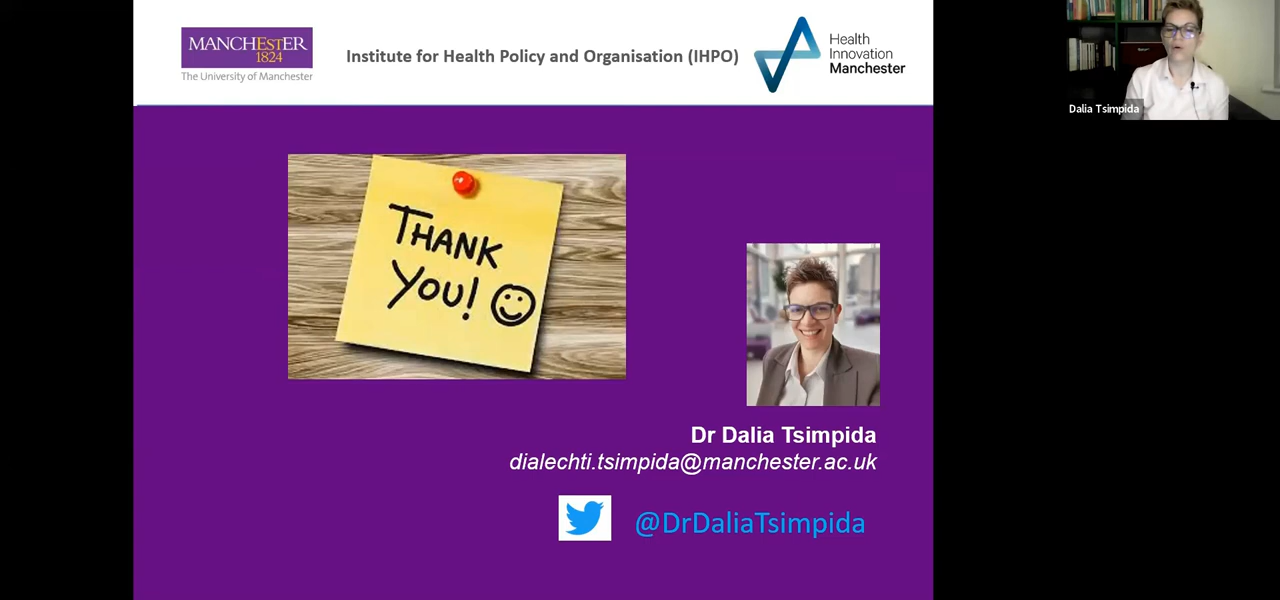 MANCHESTER
1824
The University of Manchester
Institute for Health Policy and Organisation (IHPO)
Health
Innovation
Manchester
Dalia Tsimpida
THANK
YOU!
Dr Dalia Tsimpida
dialechti.tsimpida@manchester.ac.uk
@DrDaliaTsimpida